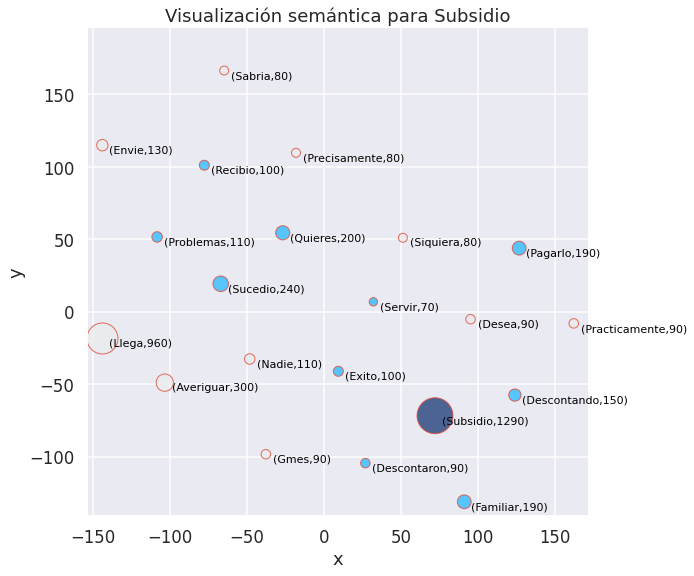 Visualización semántica para Subsidio
(Sabria,80)
(Envie,130)
(Precisamente,80)
(Recibio,100)
(Problemas,110)
(Quieres,200)
(Siquiera,80)
(Pagarlo,190)
(Sucedio,240)
(Servir,70)
(Desea,90)
(Practicamente,90)
(Llega,960)
(Nadie,110)
(Averiguar,300)
(Exito,100)
(Descontando,150)
(Subsidio,1290)
(Gmes,90)
(Descontaron,90)
(Familiar,190)
150
100
50
0
−50
−100
y
−150
−100
−50
0
50
100
150
x